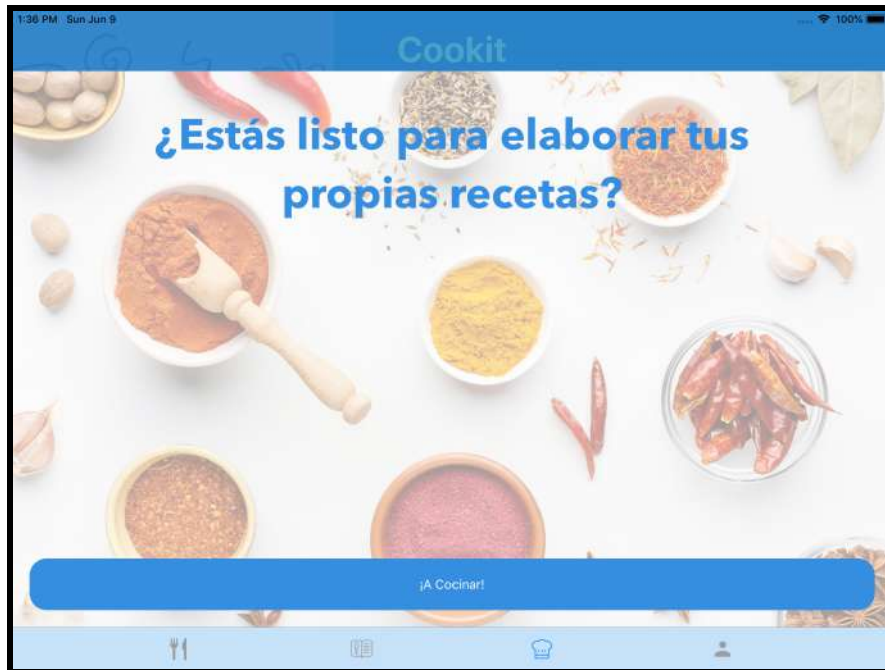 1:36 PM Sun Jun 9
100%
Cookit
¿Estás listo para elaborar tus
propias recetas?
¡A Cocinar!